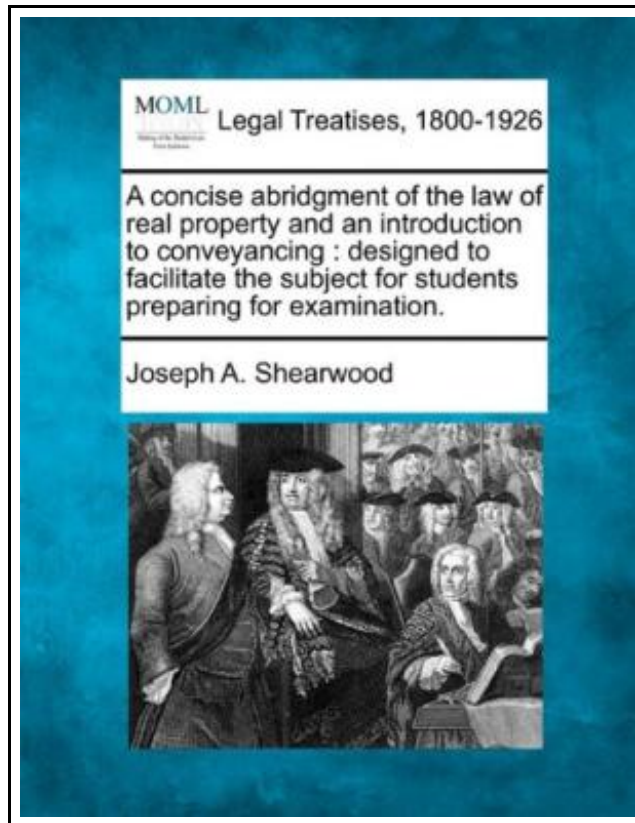 MOML
Legal Treatises, 1800-1926
A concise abridgment of the law of
real property and an introduction
to conveyancing : designed to
facilitate the subject for students
preparing for examination.
Joseph A. Shearwood